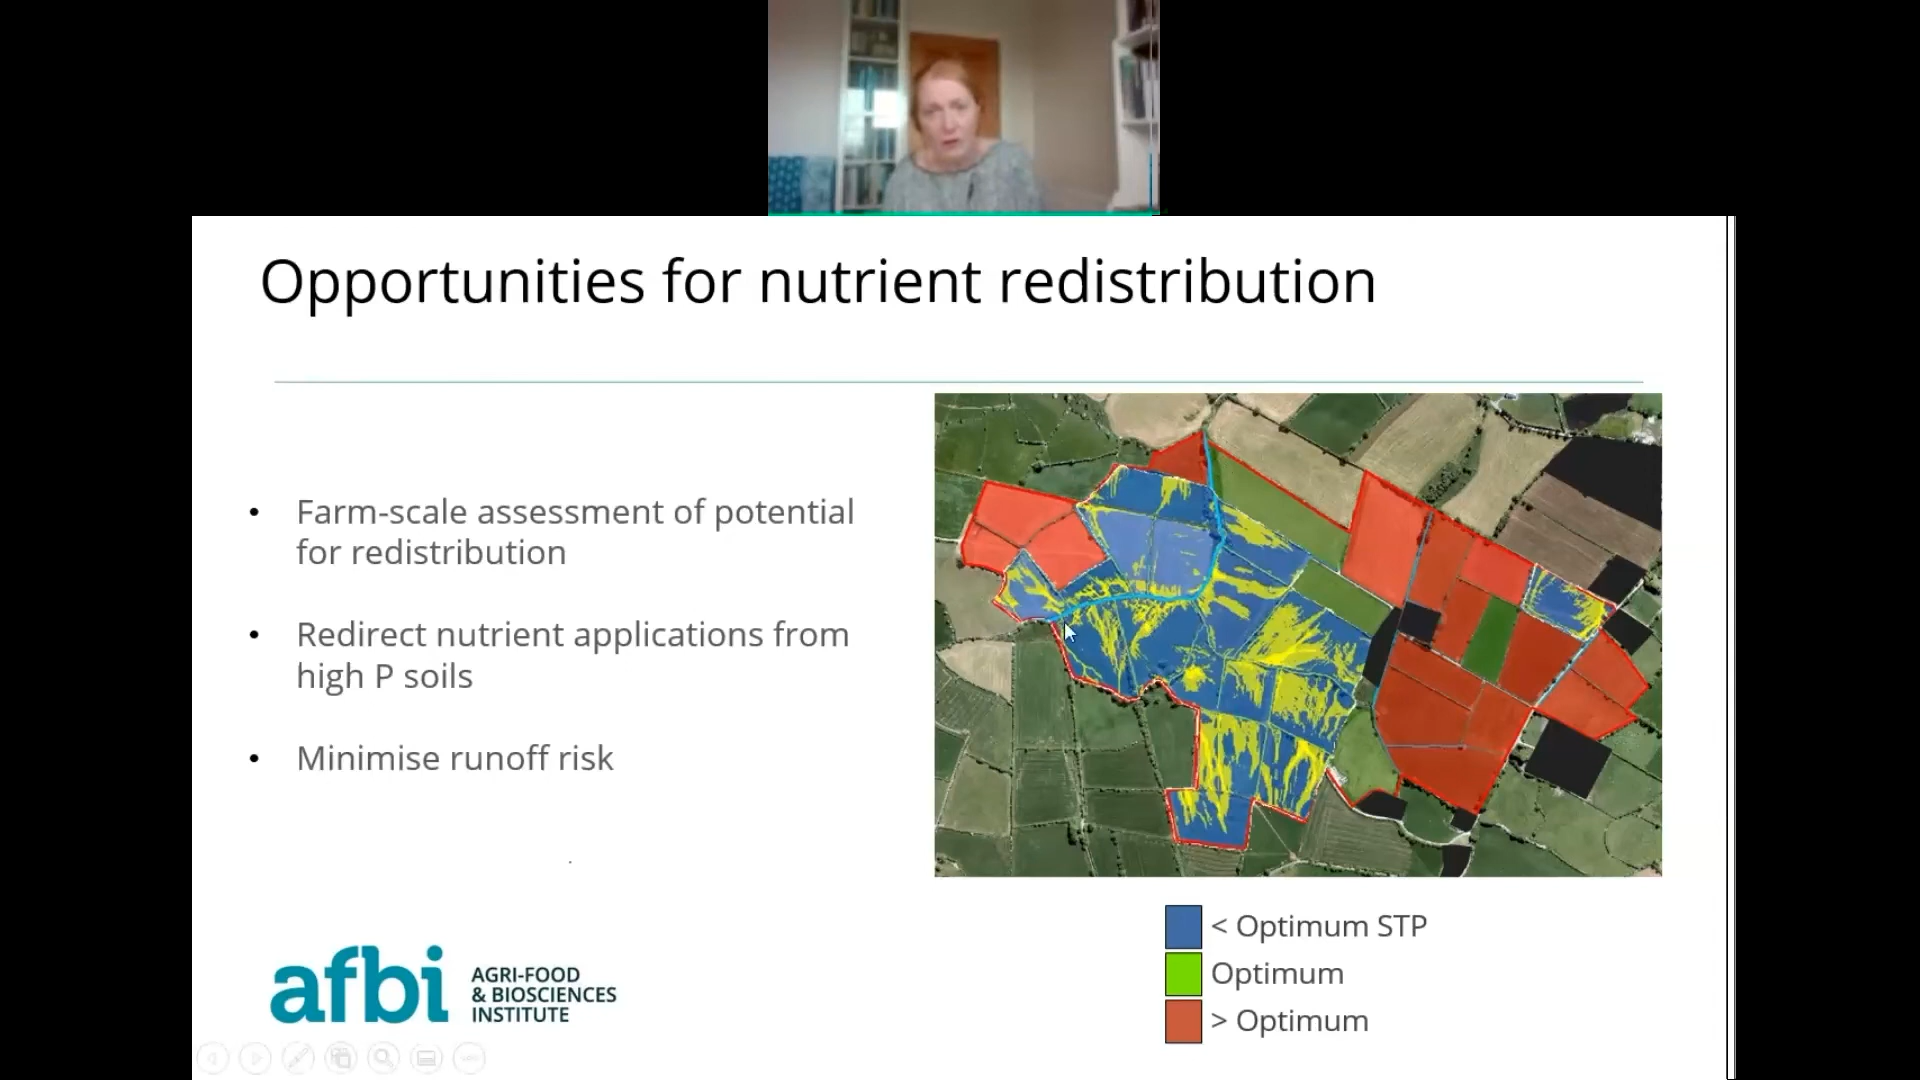 Opportunities for nutrient redistribution
• Farm-scale assessment of potential
for redistribution
• Redirect nutrient applications from
high P soils
• Minimise runoff risk
< Optimum STP
Optimum
> Optimum
afbi
AGRI-FOOD
& BIOSCIENCES
INSTITUTE